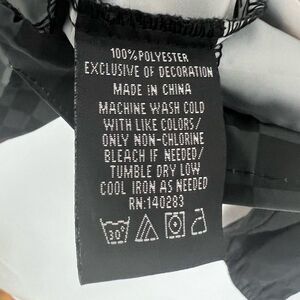 100% POLYESTER
EXCLUSIVE OF DECORATION
MADE IN CHINA
MACHINE WASH COLD
WITH LIKE COLORS/
ONLY NON-CHLORINE
BLEACH IF NEEDED/
TUMBLE DRY LOW
COOL IRON AS NEEDED
RN:140283
30°